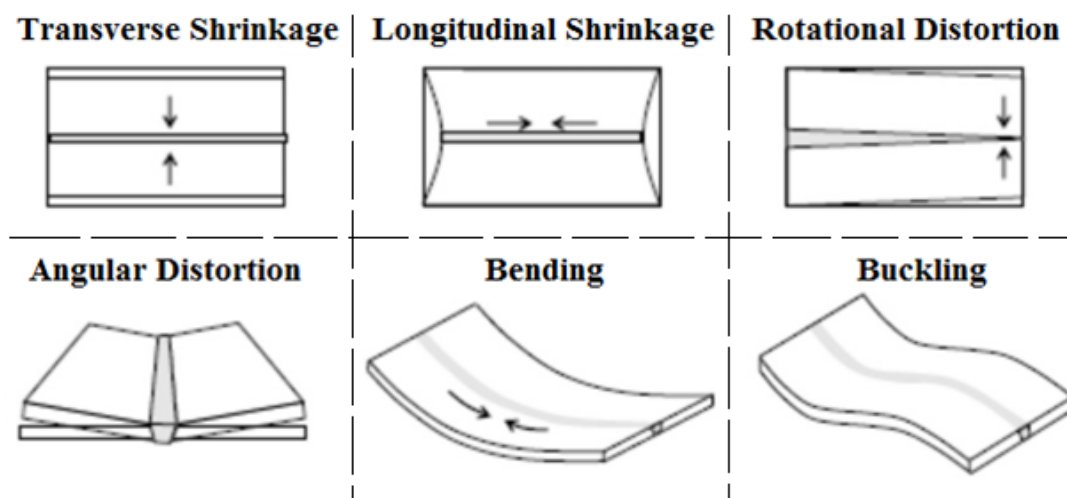 Transverse Shrinkage
Longitudinal Shrinkage
Rotational Distortion
Angular Distortion
Bending
Buckling